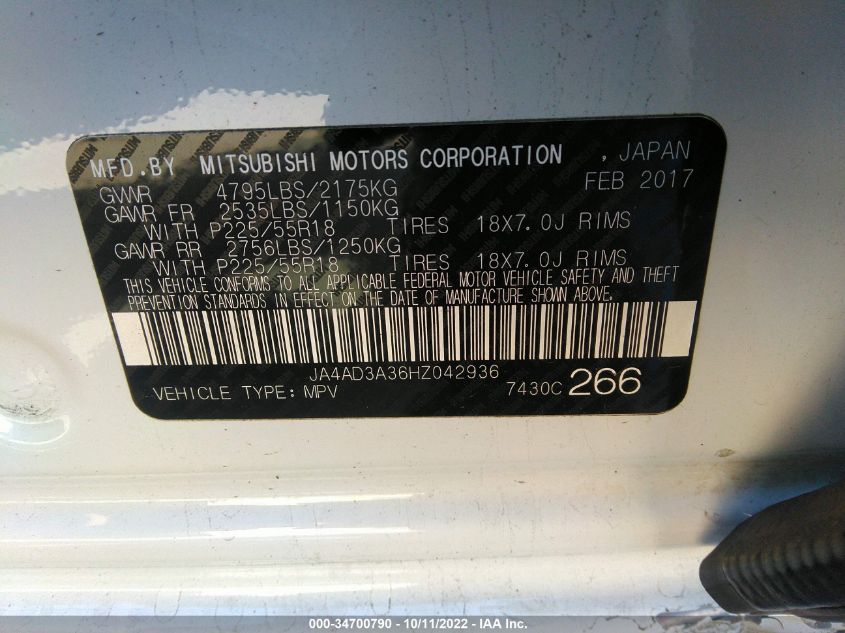 MFD.BY MITSUBISHI MOTORS CORPORATION , JAPAN
GVWR 4795LBS/2175KG FEB 2017
GAWR FR 2535LBS/1150KG
WITH P225/55R18 TIRES 18X7.0J RIMS
GAWR RR 2756LBS/1250KG
WITH P225/55R18 TIRES 18X7.0J RIMS
THIS VEHICLE CONFORMS TO ALL APPLICABLE FEDERAL MOTOR VEHICLE SAFETY AND THEFT
PREVENTION STANDARDS IN EFFECT ON THE DATE OF MANUFACTURE SHOWN ABOVE.
JA4AD3A36HZ042936
VEHICLE TYPE: MPV 7430C 266
000-34700790 - 10/11/2022 - IAA Inc.